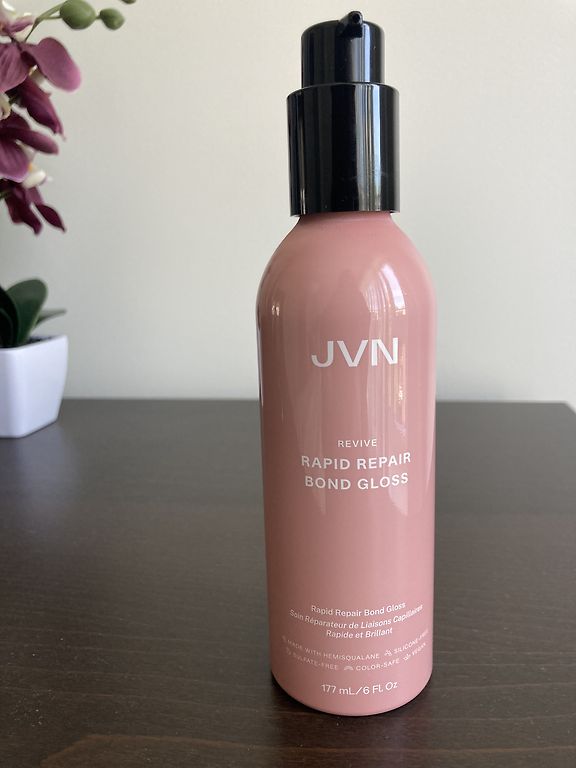 JVN
REVIVE
RAPID REPAIR
BOND GLOSS
Rapid Repair Bond Gloss
Soin Réparateur de Liaisons Capillaires
Rapide et Brillant
MADE WITH HEMISQUALANE SILICONE-FREE
SULFATE-FREE COLOR-SAFE VEGAN
177 mL/6 Fl. Oz